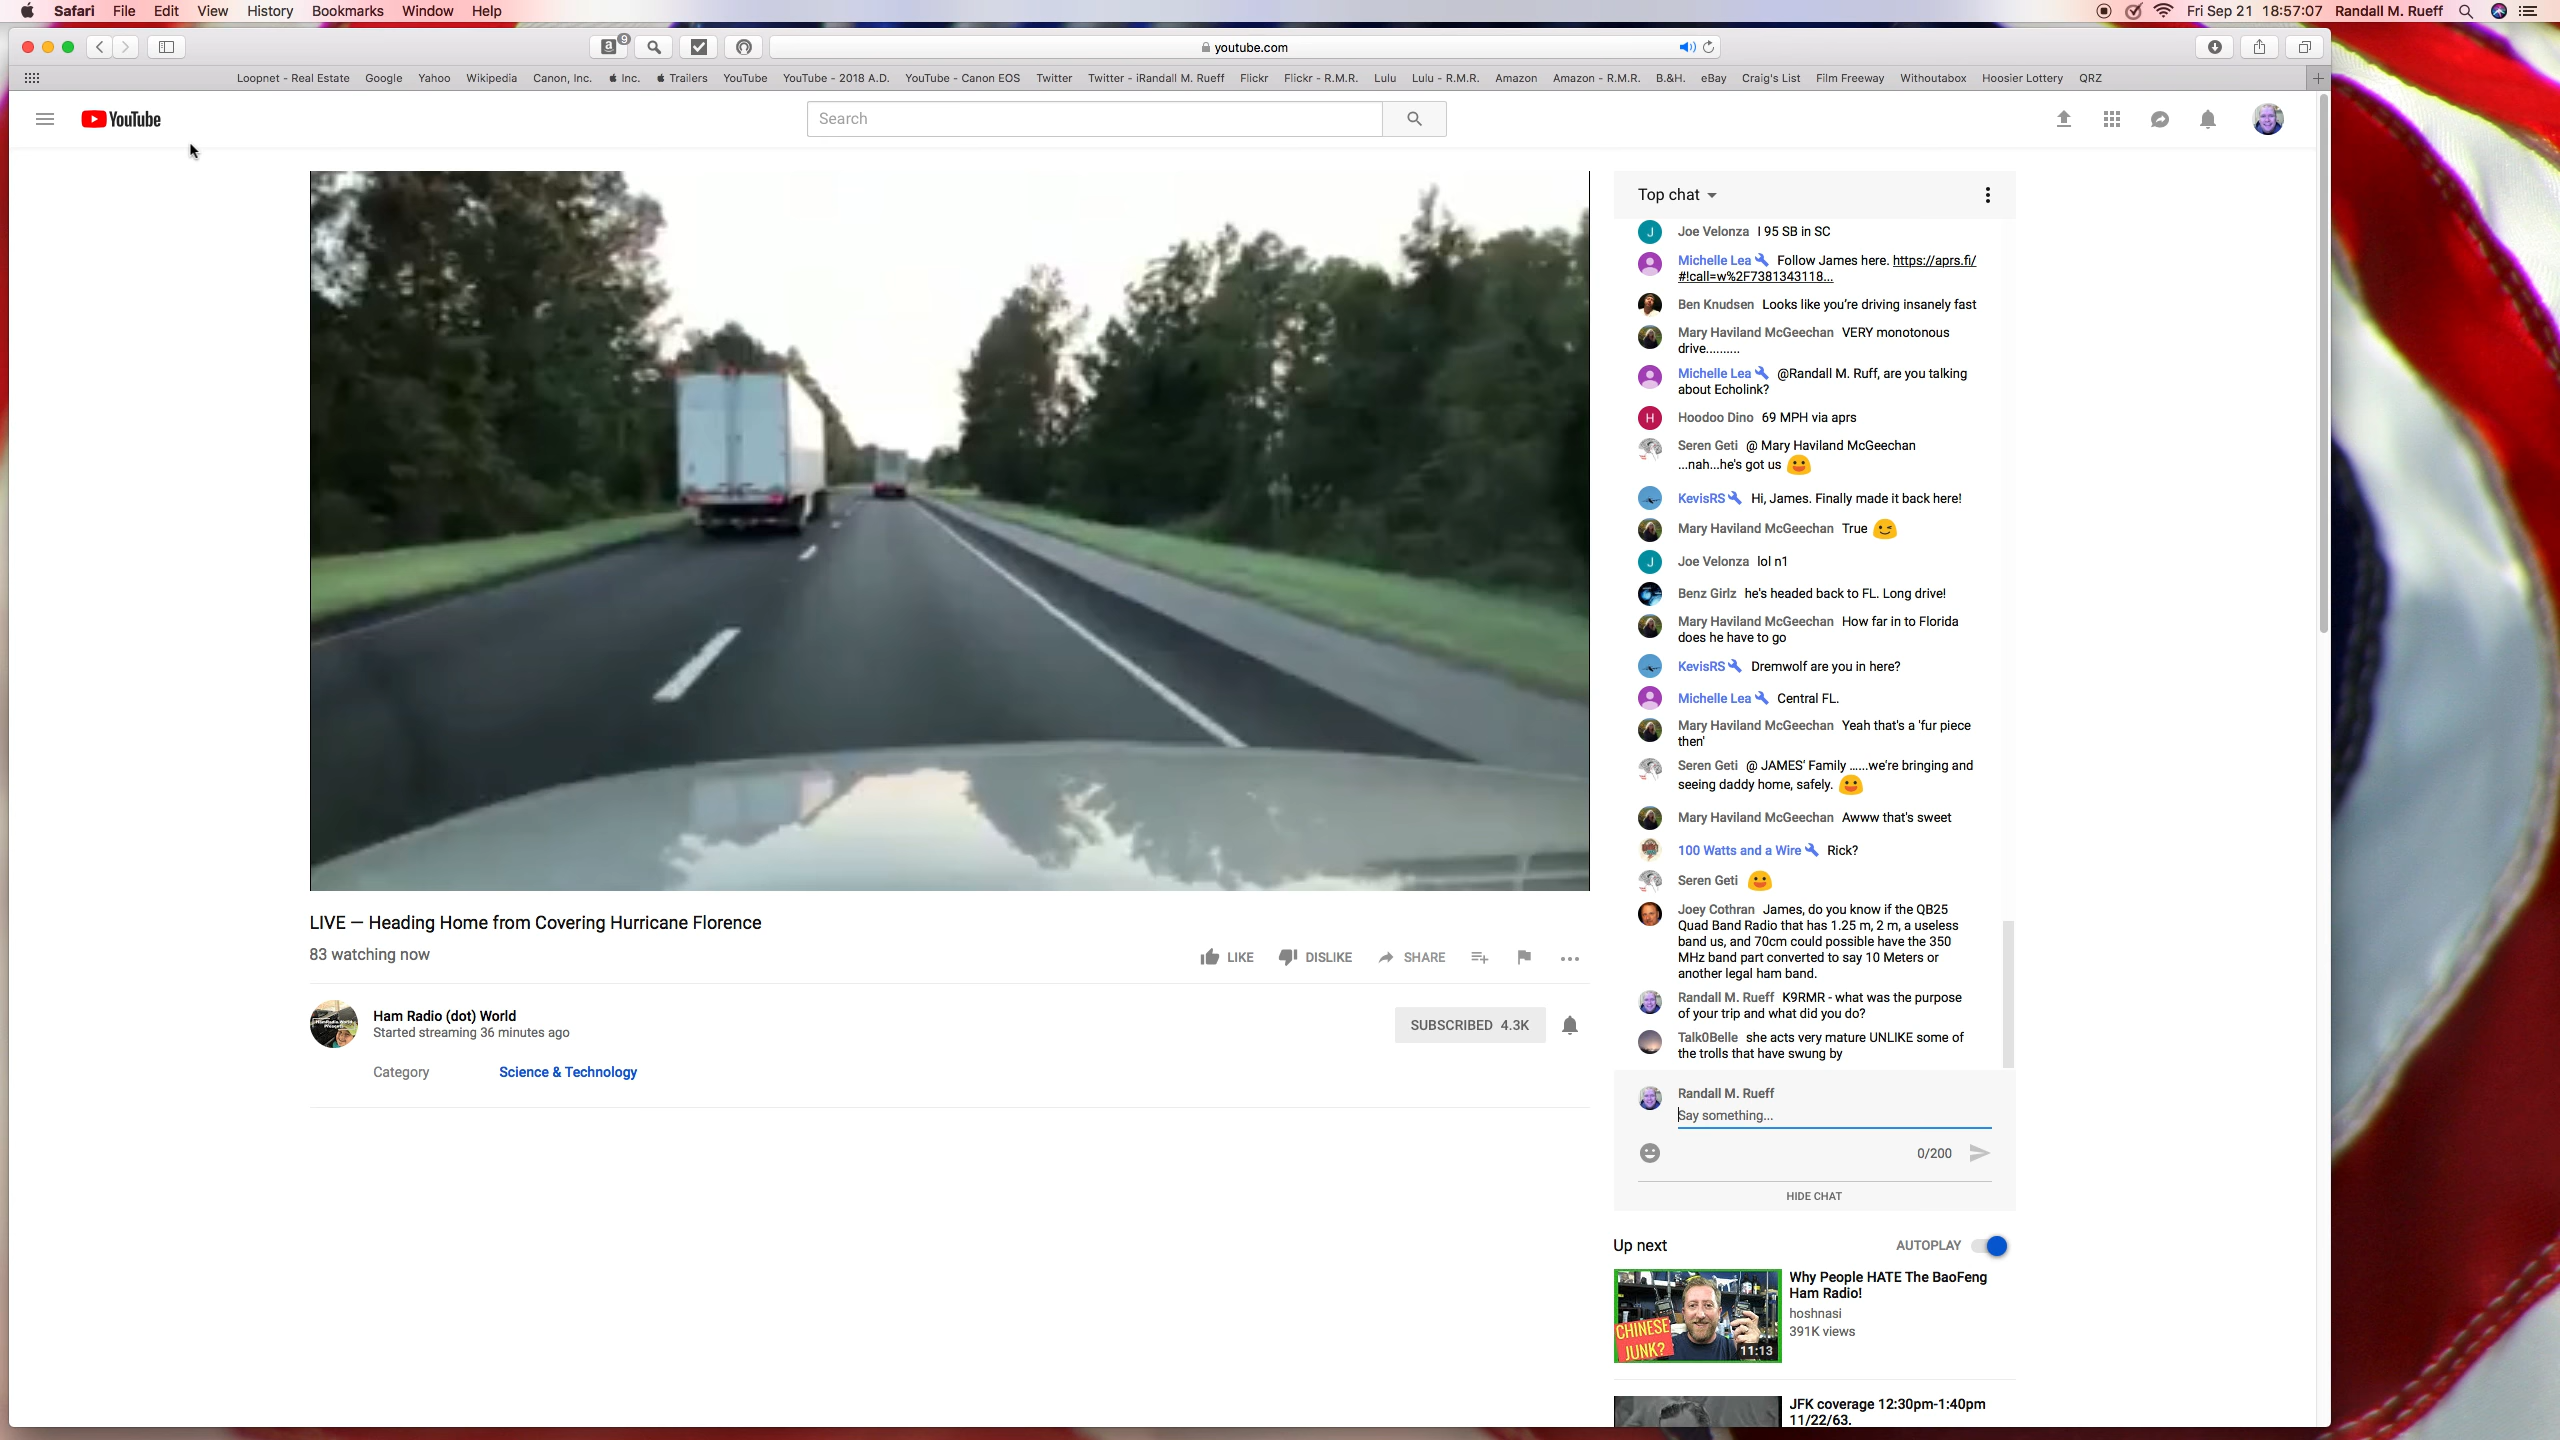 Safari File Edit View History Bookmarks Window Help
Fri Sep 21 18:57:07 Randall M. Rueff
a 9
youtube.com
Loopnet - Real Estate Google Yahoo Wikipedia Canon, Inc. Inc. Trailers YouTube YouTube - 2018 A.D. YouTube - Canon EOS Twitter Twitter - iRandall M. Rueff Flickr Flickr - R.M.R. Lulu Lulu - R.M.R. Amazon Amazon - R.M.R. B.&H. eBay Craig's List Film Freeway Withoutabox Hoosier Lottery QRZ
YouTube
Search
LIVE — Heading Home from Covering Hurricane Florence
83 watching now
LIKE DISLIKE SHARE
Ham Radio (dot) World
Started streaming 36 minutes ago
SUBSCRIBED 4.3K
Category Science & Technology
Top chat
J Joe Velonza I 95 SB in SC
Michelle Lea Follow James here. https://aprs.fi/
#!call=w%2F7381343118...
Ben Knudsen Looks like you're driving insanely fast
Mary Haviland McGeechan VERY monotonous
drive..........
Michelle Lea @Randall M. Ruff, are you talking
about Echolink?
H Hoodoo Dino 69 MPH via aprs
Seren Geti @ Mary Haviland McGeechan
...nah...he's got us
KevisRS Hi, James. Finally made it back here!
Mary Haviland McGeechan True
J Joe Velonza lol n1
Benz Girlz he's headed back to FL. Long drive!
Mary Haviland McGeechan How far in to Florida
does he have to go
KevisRS Dremwolf are you in here?
Michelle Lea Central FL.
Mary Haviland McGeechan Yeah that's a 'fur piece
then'
Seren Geti @ JAMES' Family ......we're bringing and
seeing daddy home, safely.
Mary Haviland McGeechan Awww that's sweet
100 Watts and a Wire Rick?
Seren Geti
Joey Cothran James, do you know if the QB25
Quad Band Radio that has 1.25 m, 2 m, a useless
band us, and 70cm could possible have the 350
MHz band part converted to say 10 Meters or
another legal ham band.
Randall M. Rueff K9RMR - what was the purpose
of your trip and what did you do?
Talk0Belle she acts very mature UNLIKE some of
the trolls that have swung by
Randall M. Rueff
Say something...
0/200
HIDE CHAT
Up next AUTOPLAY
CHINESE
JUNK?
11:13
Why People HATE The BaoFeng
Ham Radio!
hoshnasi
391K views
JFK coverage 12:30pm-1:40pm
11/22/63.